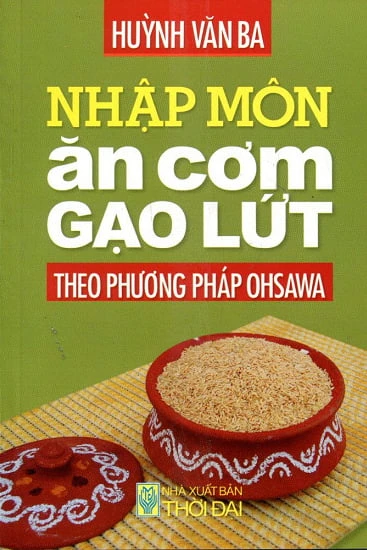 HUỲNH VĂN BA
NHẬP MÔN
ăn cơm
GẠO LỨT
THEO PHƯƠNG PHÁP OHSAWA
NHÀ XUẤT BẢN
THỜI ĐẠI